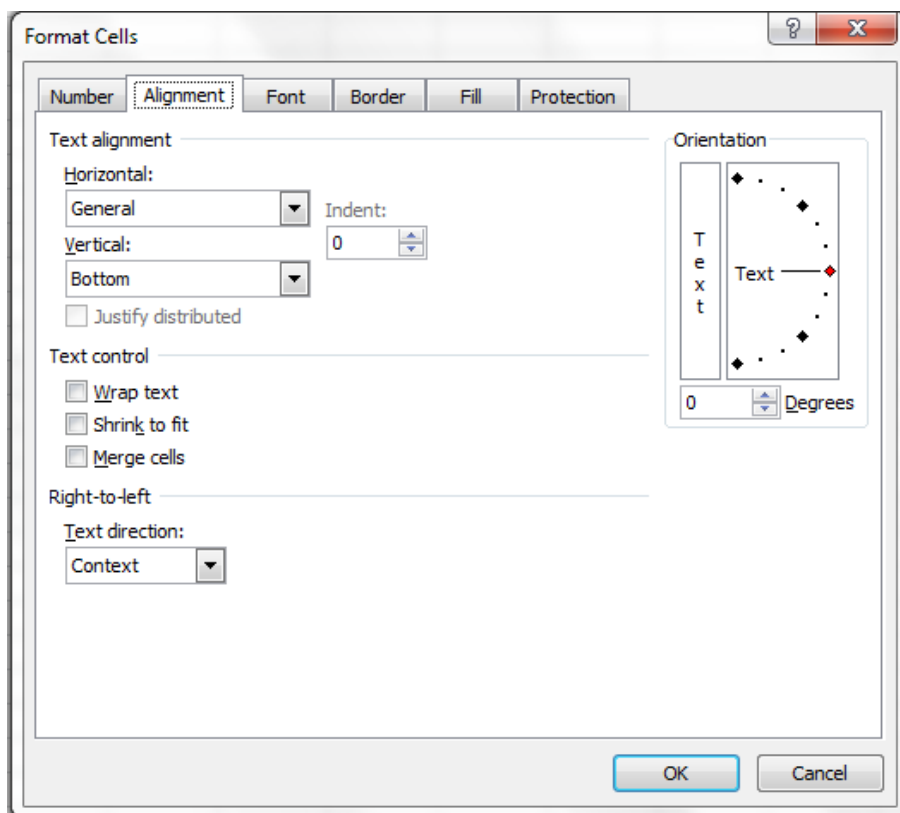 Format Cells
Number Alignment Font Border Fill Protection
Text alignment
Horizontal:
General
Indent:
0
Vertical:
Bottom
Justify distributed
Text control
Wrap text
Shrink to fit
Merge cells
Right-to-left
Text direction:
Context
Orientation
Text
Text
0 Degrees
OK Cancel